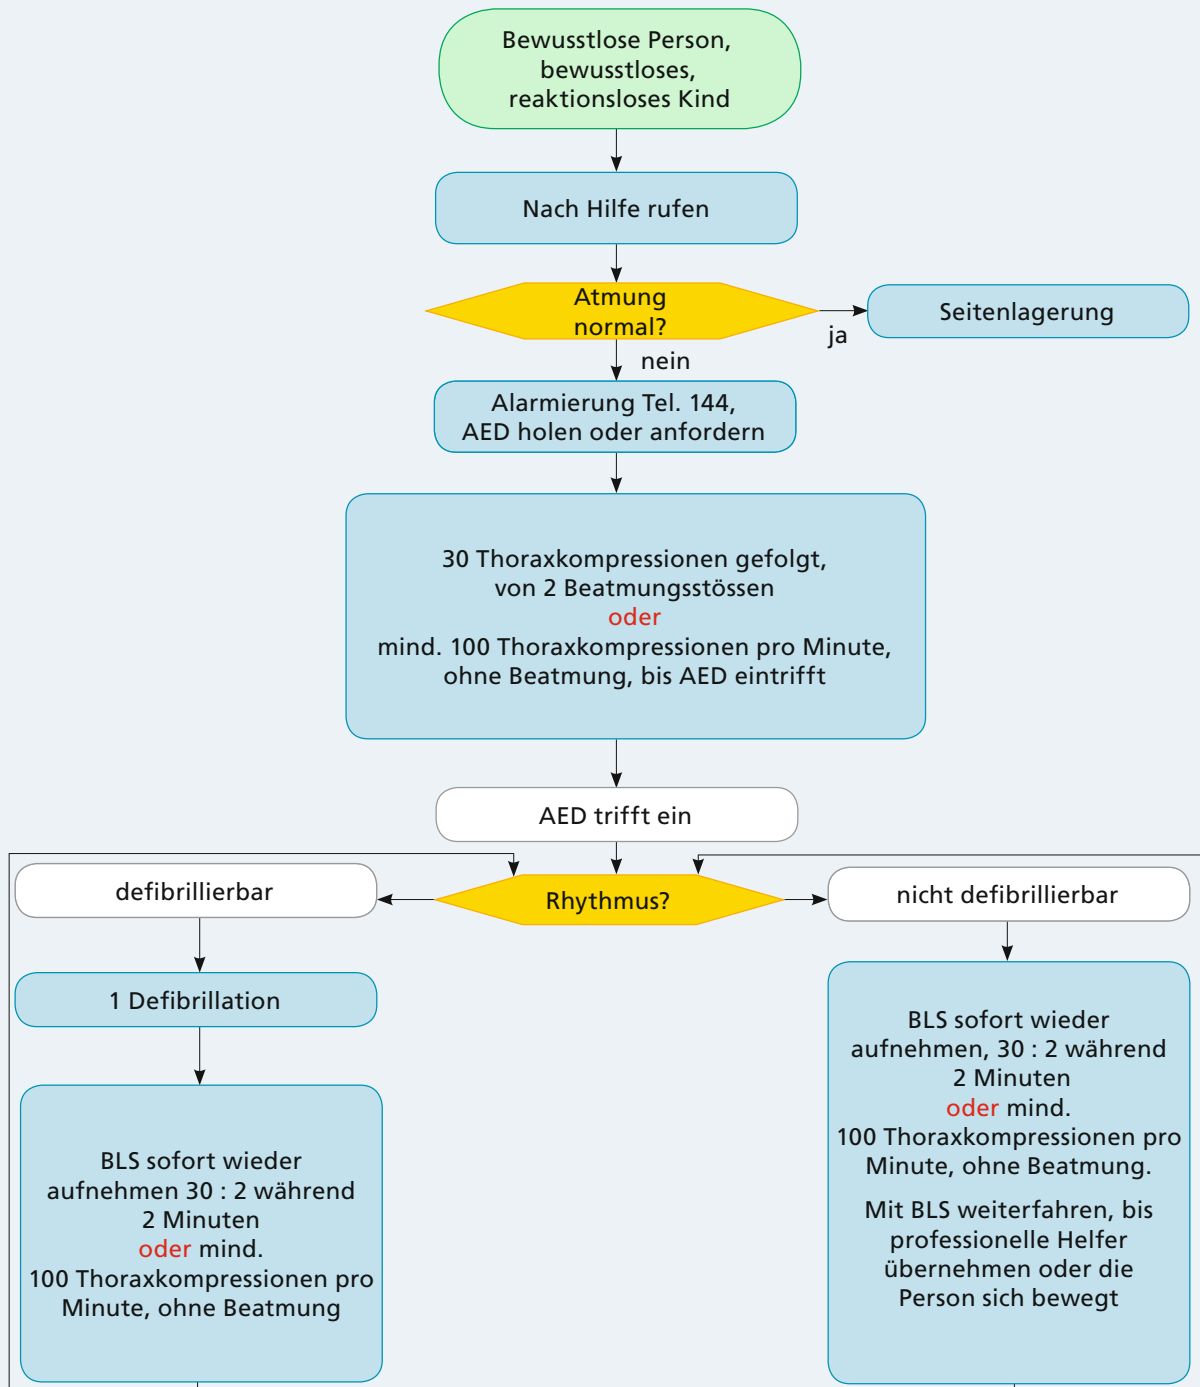 Bewusstlose Person,
bewusstloses,
reaktionsloses Kind
Nach Hilfe rufen
Atmung
normal?
ja
Seitenlagerung
nein
Alarmierung Tel. 144,
AED holen oder anfordern
30 Thoraxkompressionen gefolgt,
von 2 Beatmungsstössen
oder
mind. 100 Thoraxkompressionen pro Minute,
ohne Beatmung, bis AED eintrifft
AED trifft ein
Rhythmus?
defibrillierbar
1 Defibrillation
BLS sofort wieder
aufnehmen 30 : 2 während
2 Minuten
oder mind.
100 Thoraxkompressionen pro
Minute, ohne Beatmung
nicht defibrillierbar
BLS sofort wieder
aufnehmen, 30 : 2 während
2 Minuten
oder mind.
100 Thoraxkompressionen pro
Minute, ohne Beatmung.
Mit BLS weiterfahren, bis
professionelle Helfer
übernehmen oder die
Person sich bewegt